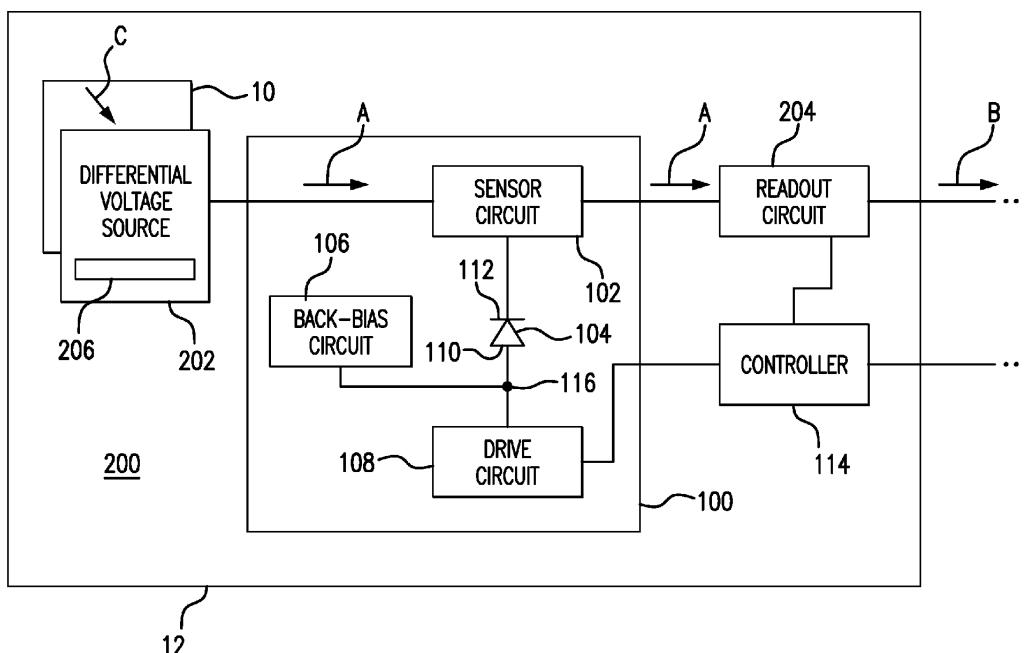 C
10
A
A
204
B
DIFFERENTIAL
VOLTAGE
SOURCE
SENSOR
CIRCUIT
READOUT
CIRCUIT
106
112
102
206
202
BACK-BIAS
CIRCUIT
110
104
CONTROLLER
116
200
108
DRIVE
CIRCUIT
114
100
12